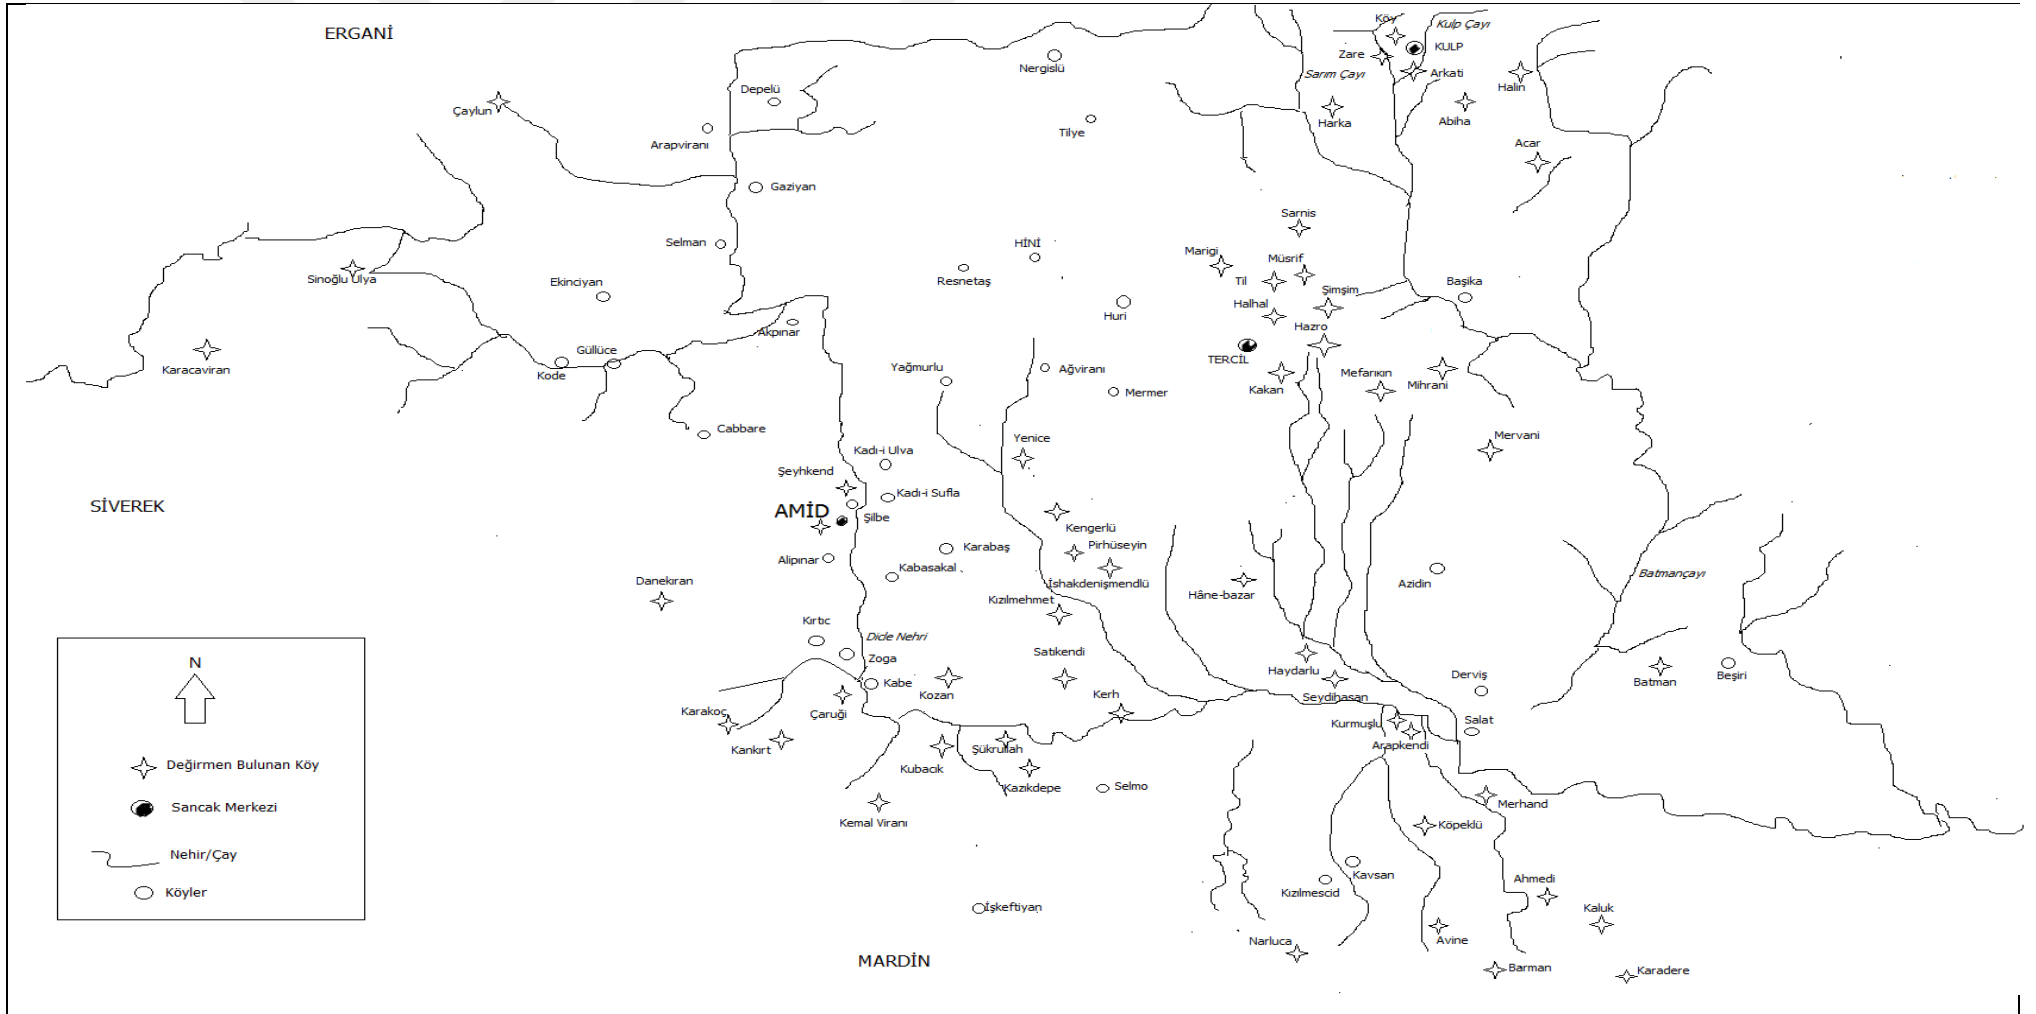 ERGANİ
Köy
Kulp Çayı
KULP
Zare
Nergislü
Sarım Çayı
Arkati
Halin
Depelü
Çaylun
Harka
Abiha
Tilye
Arapviranı
Acar
Gaziyan
Sarnis
Selman
HİNİ
Marigi
Müsrif
Sinoğlu Ulya
Ekinciyan
Resnetaş
Til
Başika
Şimşim
Halhal
Huri
Hazro
Akpınar
Güllüce
TERCİL
Karacaviran
Kode
Yağmurlu
Ağviranı
Mefarıkın
Mihrani
Kakan
Mermer
Cabbare
Yenice
Mervani
Kadı-i Ulva
Şeyhkend
Kadı-i Sufla
SİVEREK
AMİD
Şilbe
Kengerlü
Pirhüseyin
Karabaş
Alipınar
Kabasakal
Batmançayı
Danekıran
İshakdenişmendlü
Azidin
Hâne-bazar
Kızılmehmet
Kırtıc
Dicle Nehri
Satıkendi
Zoga
Haydarlu
Derviş
Beşiri
Kabe
Batman
Kozan
Kerh
Seydihasan
Karakoç
Çaruği
Salat
Kurmuşlu
Kankırt
Şükrullah
Arapkendi
Kubacık
Kazıkdepe
Selmo
Merhand
Kemal Viranı
Köpeklü
Kavsan
Ahmedi
Kızılmescid
İşkeftiyan
Kaluk
Narluca
Avine
MARDİN
Barman
Karadere
N
Değirmen Bulunan Köy
Sancak Merkezi
Nehir/Çay
Köyler